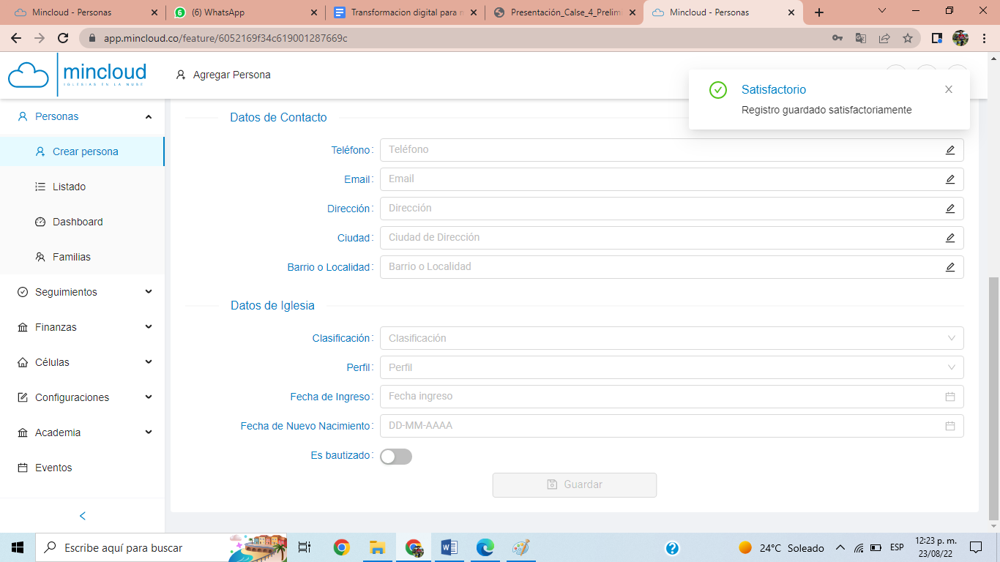 Mincloud - Personas
(6) WhatsApp
Transformacion digital para m
Presentación_Calse_4_Prelimi
Mincloud - Personas
app.mincloud.co/feature/6052169f34c619001287669c
mincloud
IGLESIAS EN LA NUBE
Agregar Persona
Satisfactorio
Registro guardado satisfactoriamente
Personas
Crear persona
Listado
Dashboard
Familias
Seguimientos
Finanzas
Células
Configuraciones
Academia
Eventos
Datos de Contacto
Teléfono: Teléfono
Email: Email
Dirección: Dirección
Ciudad: Ciudad de Dirección
Barrio o Localidad: Barrio o Localidad
Datos de Iglesia
Clasificación: Clasificación
Perfil: Perfil
Fecha de Ingreso: Fecha ingreso
Fecha de Nuevo Nacimiento: DD-MM-AAAA
Es bautizado:
Guardar
Escribe aquí para buscar
24°C Soleado
ESP
12:23 p. m.
23/08/22